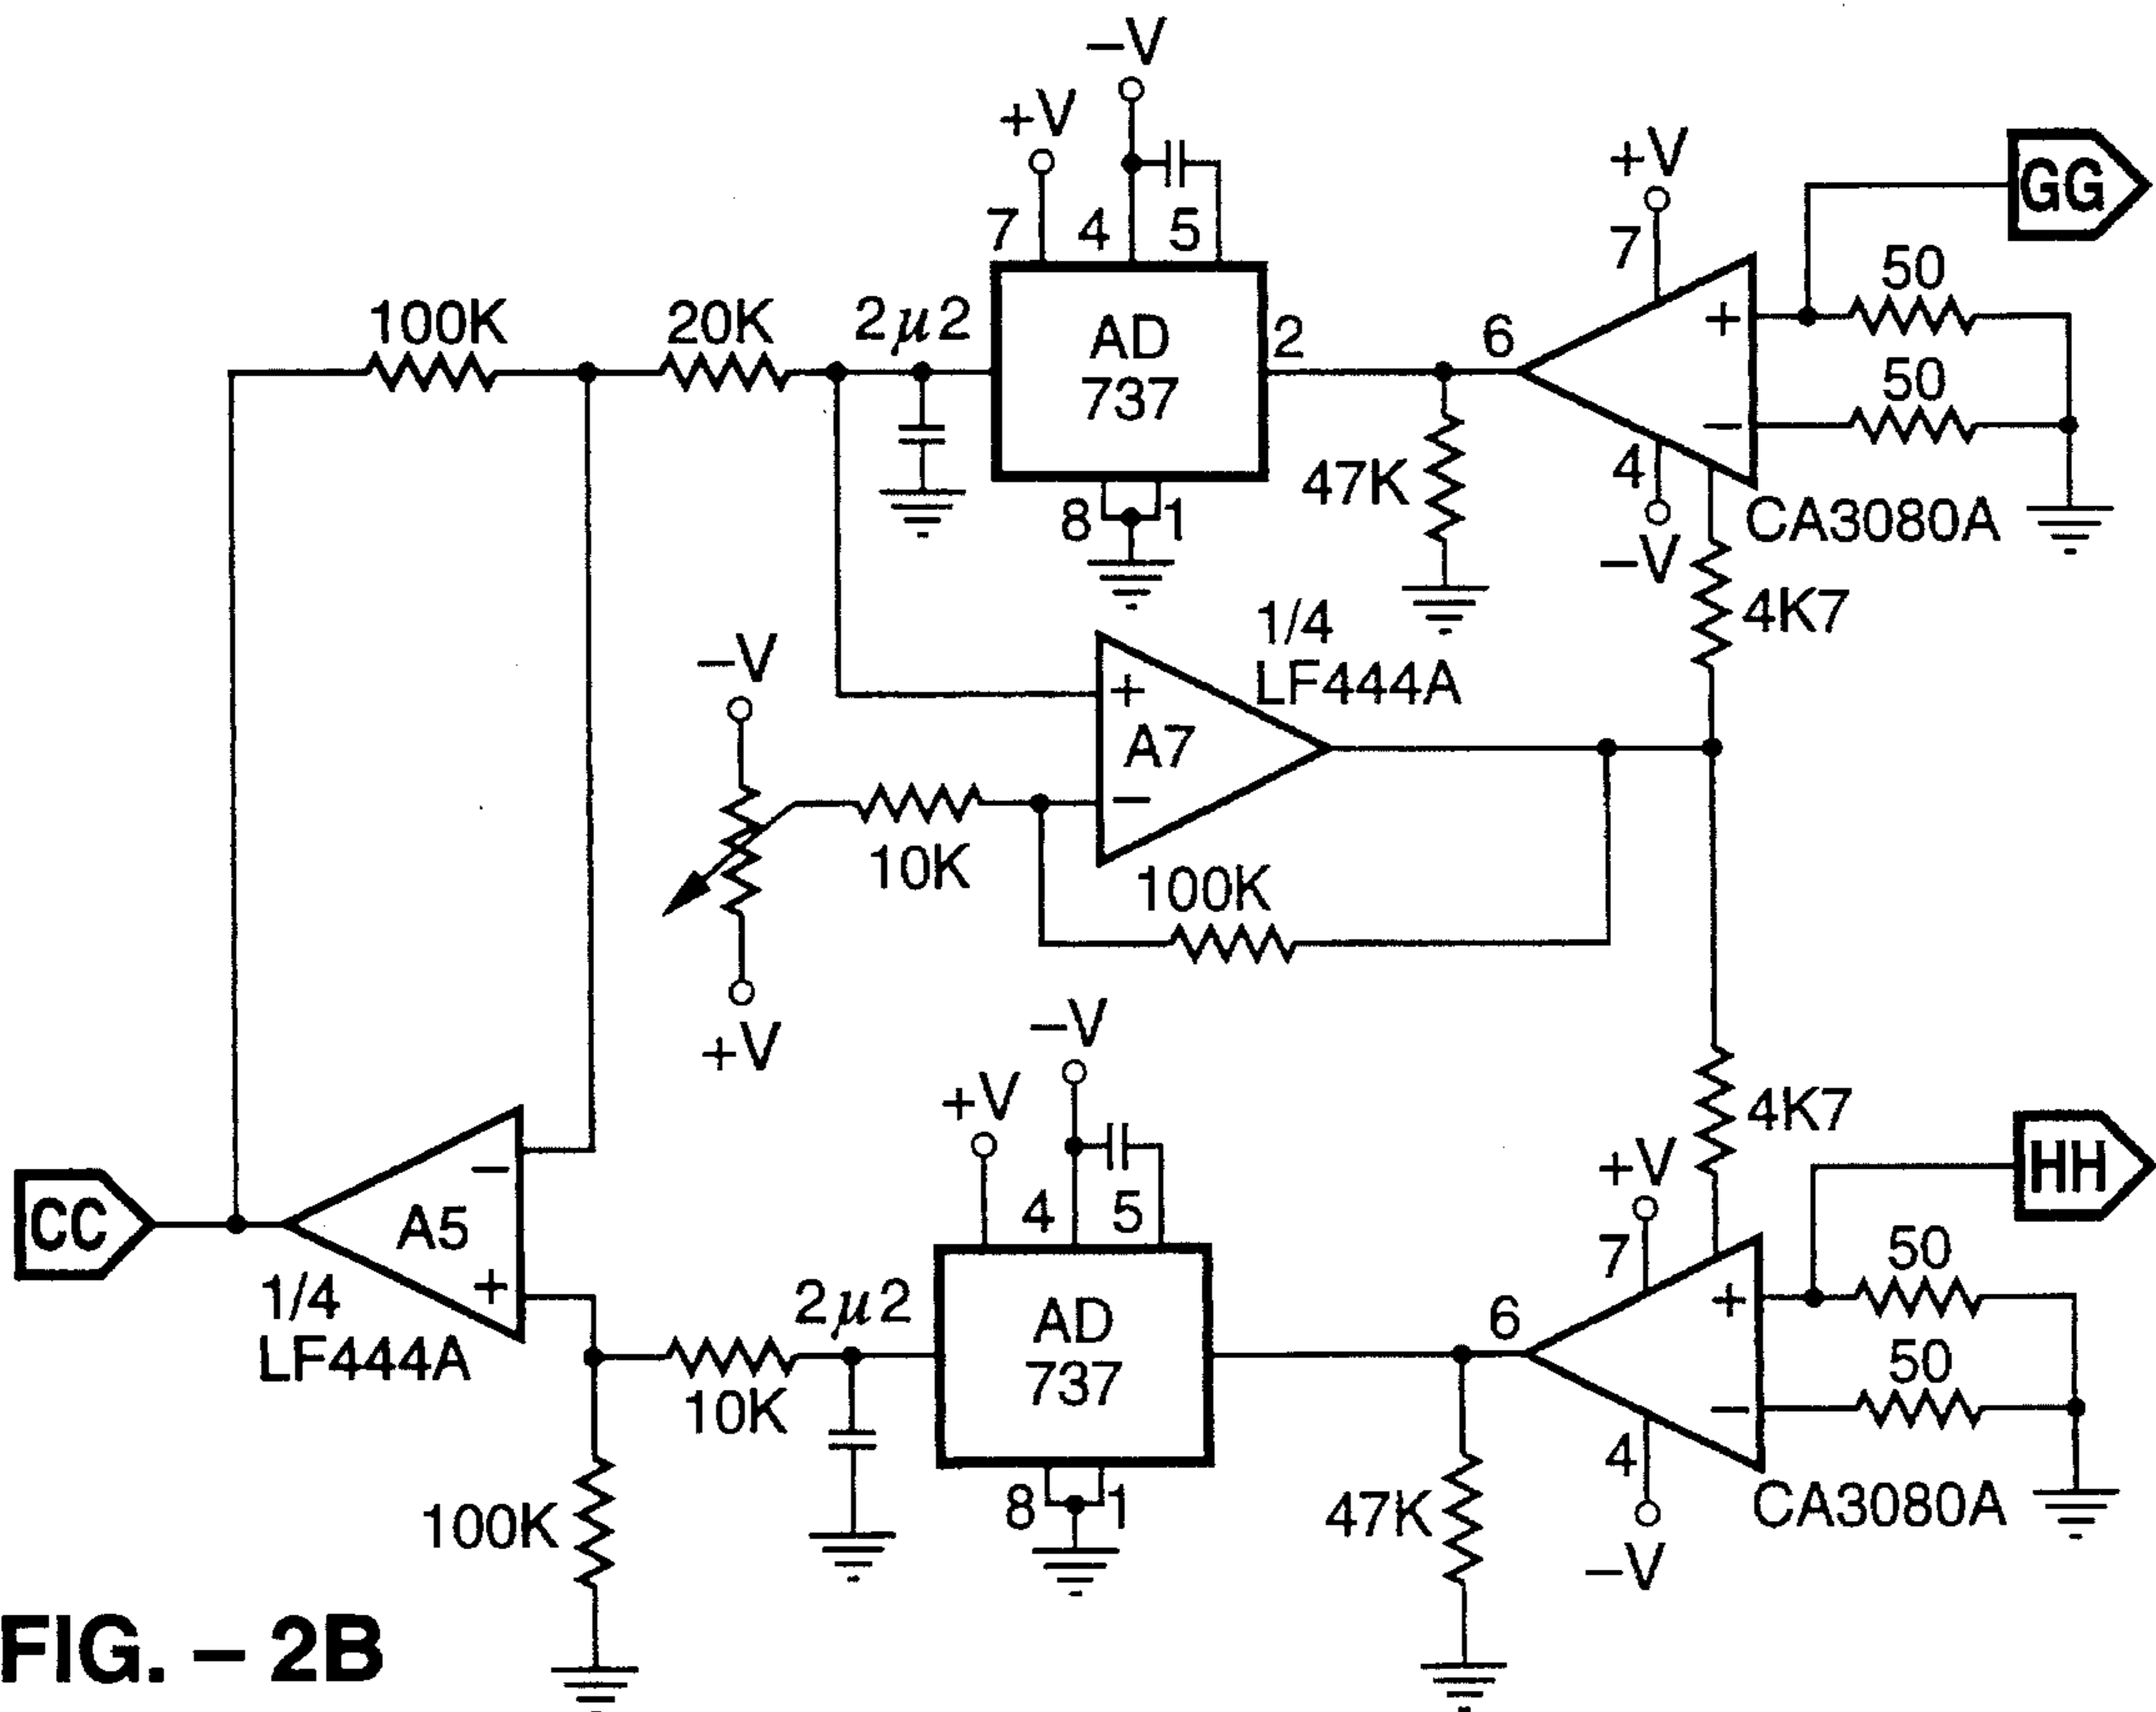 −V
+V
+V
GG
7
4
5
7
50
100K
20K
2μ2
AD
737
2
6
+
50
−
47K
4
8
1
CA3080A
−V
4K7
1/4
LF444A
−V
+
A7
−
10K
100K
+V
−V
+V
4K7
HH
+V
4
5
7
50
CC
−
A5
+
1/4
LF444A
2μ2
AD
737
6
+
50
−
10K
4
100K
8
1
47K
CA3080A
−V
FIG. – 2B